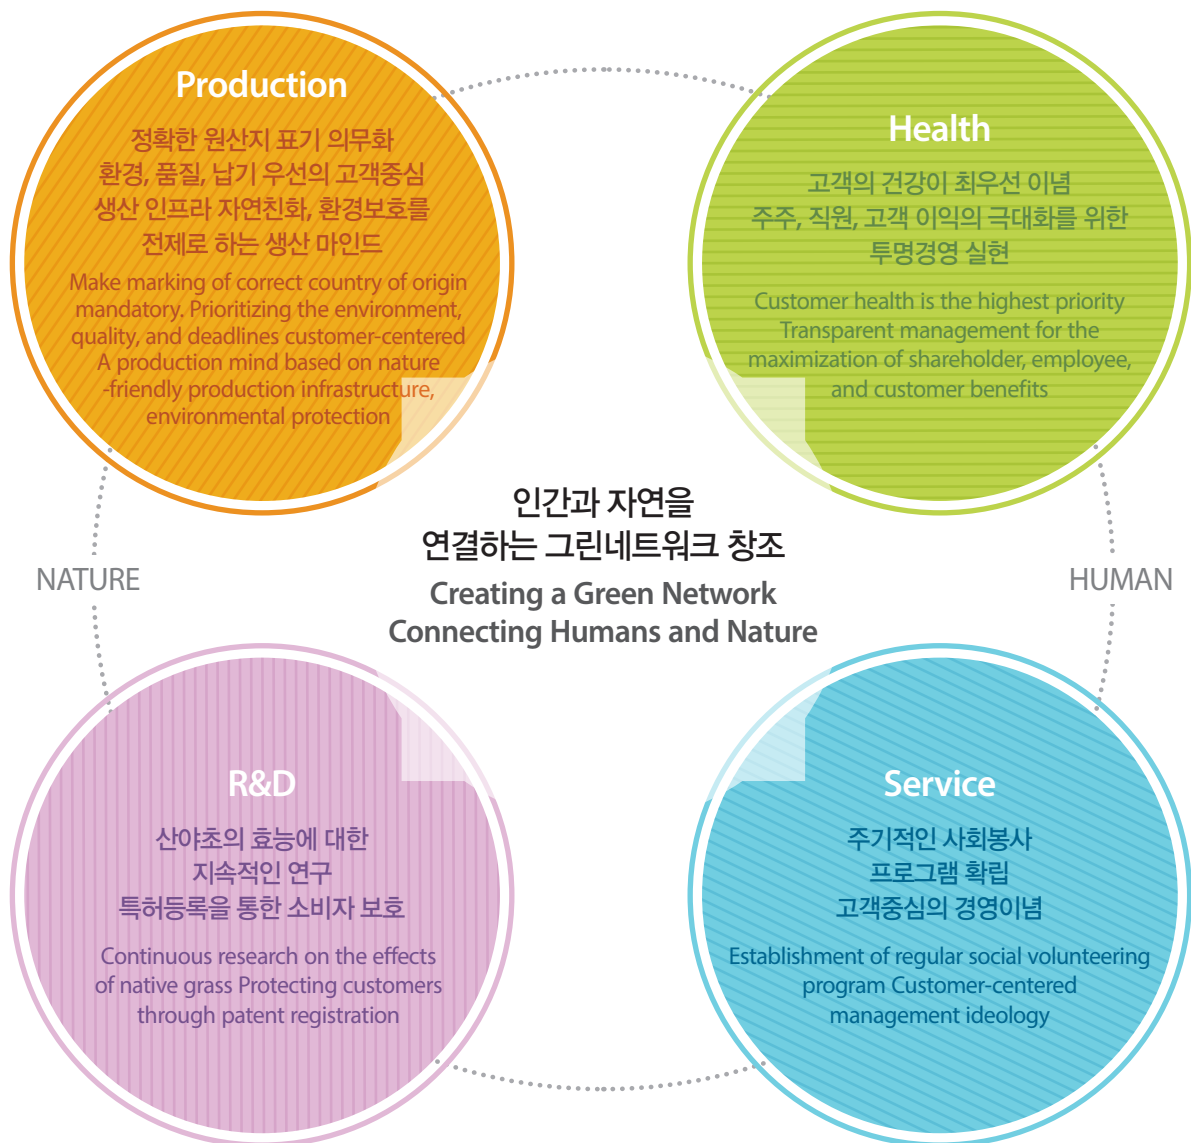 Production
정확한 원산지 표기 의무화
환경, 품질, 납기 우선의 고객중심
생산 인프라 자연친화, 환경보호를
전제로 하는 생산 마인드
Make marking of correct country of origin
mandatory. Prioritizing the environment,
quality, and deadlines customer-centered
A production mind based on nature
-friendly production infrastructure,
environmental protection
Health
고객의 건강이 최우선 이념
주주, 직원, 고객 이익의 극대화를 위한
투명경영 실현
Customer health is the highest priority
Transparent management for the
maximization of shareholder, employee,
and customer benefits
인간과 자연을
연결하는 그린네트워크 창조
Creating a Green Network
Connecting Humans and Nature
NATURE
HUMAN
R&D
산야초의 효능에 대한
지속적인 연구
특허등록을 통한 소비자 보호
Continuous research on the effects
of native grass Protecting customers
through patent registration
Service
주기적인 사회봉사
프로그램 확립
고객중심의 경영이념
Establishment of regular social volunteering
program Customer-centered
management ideology